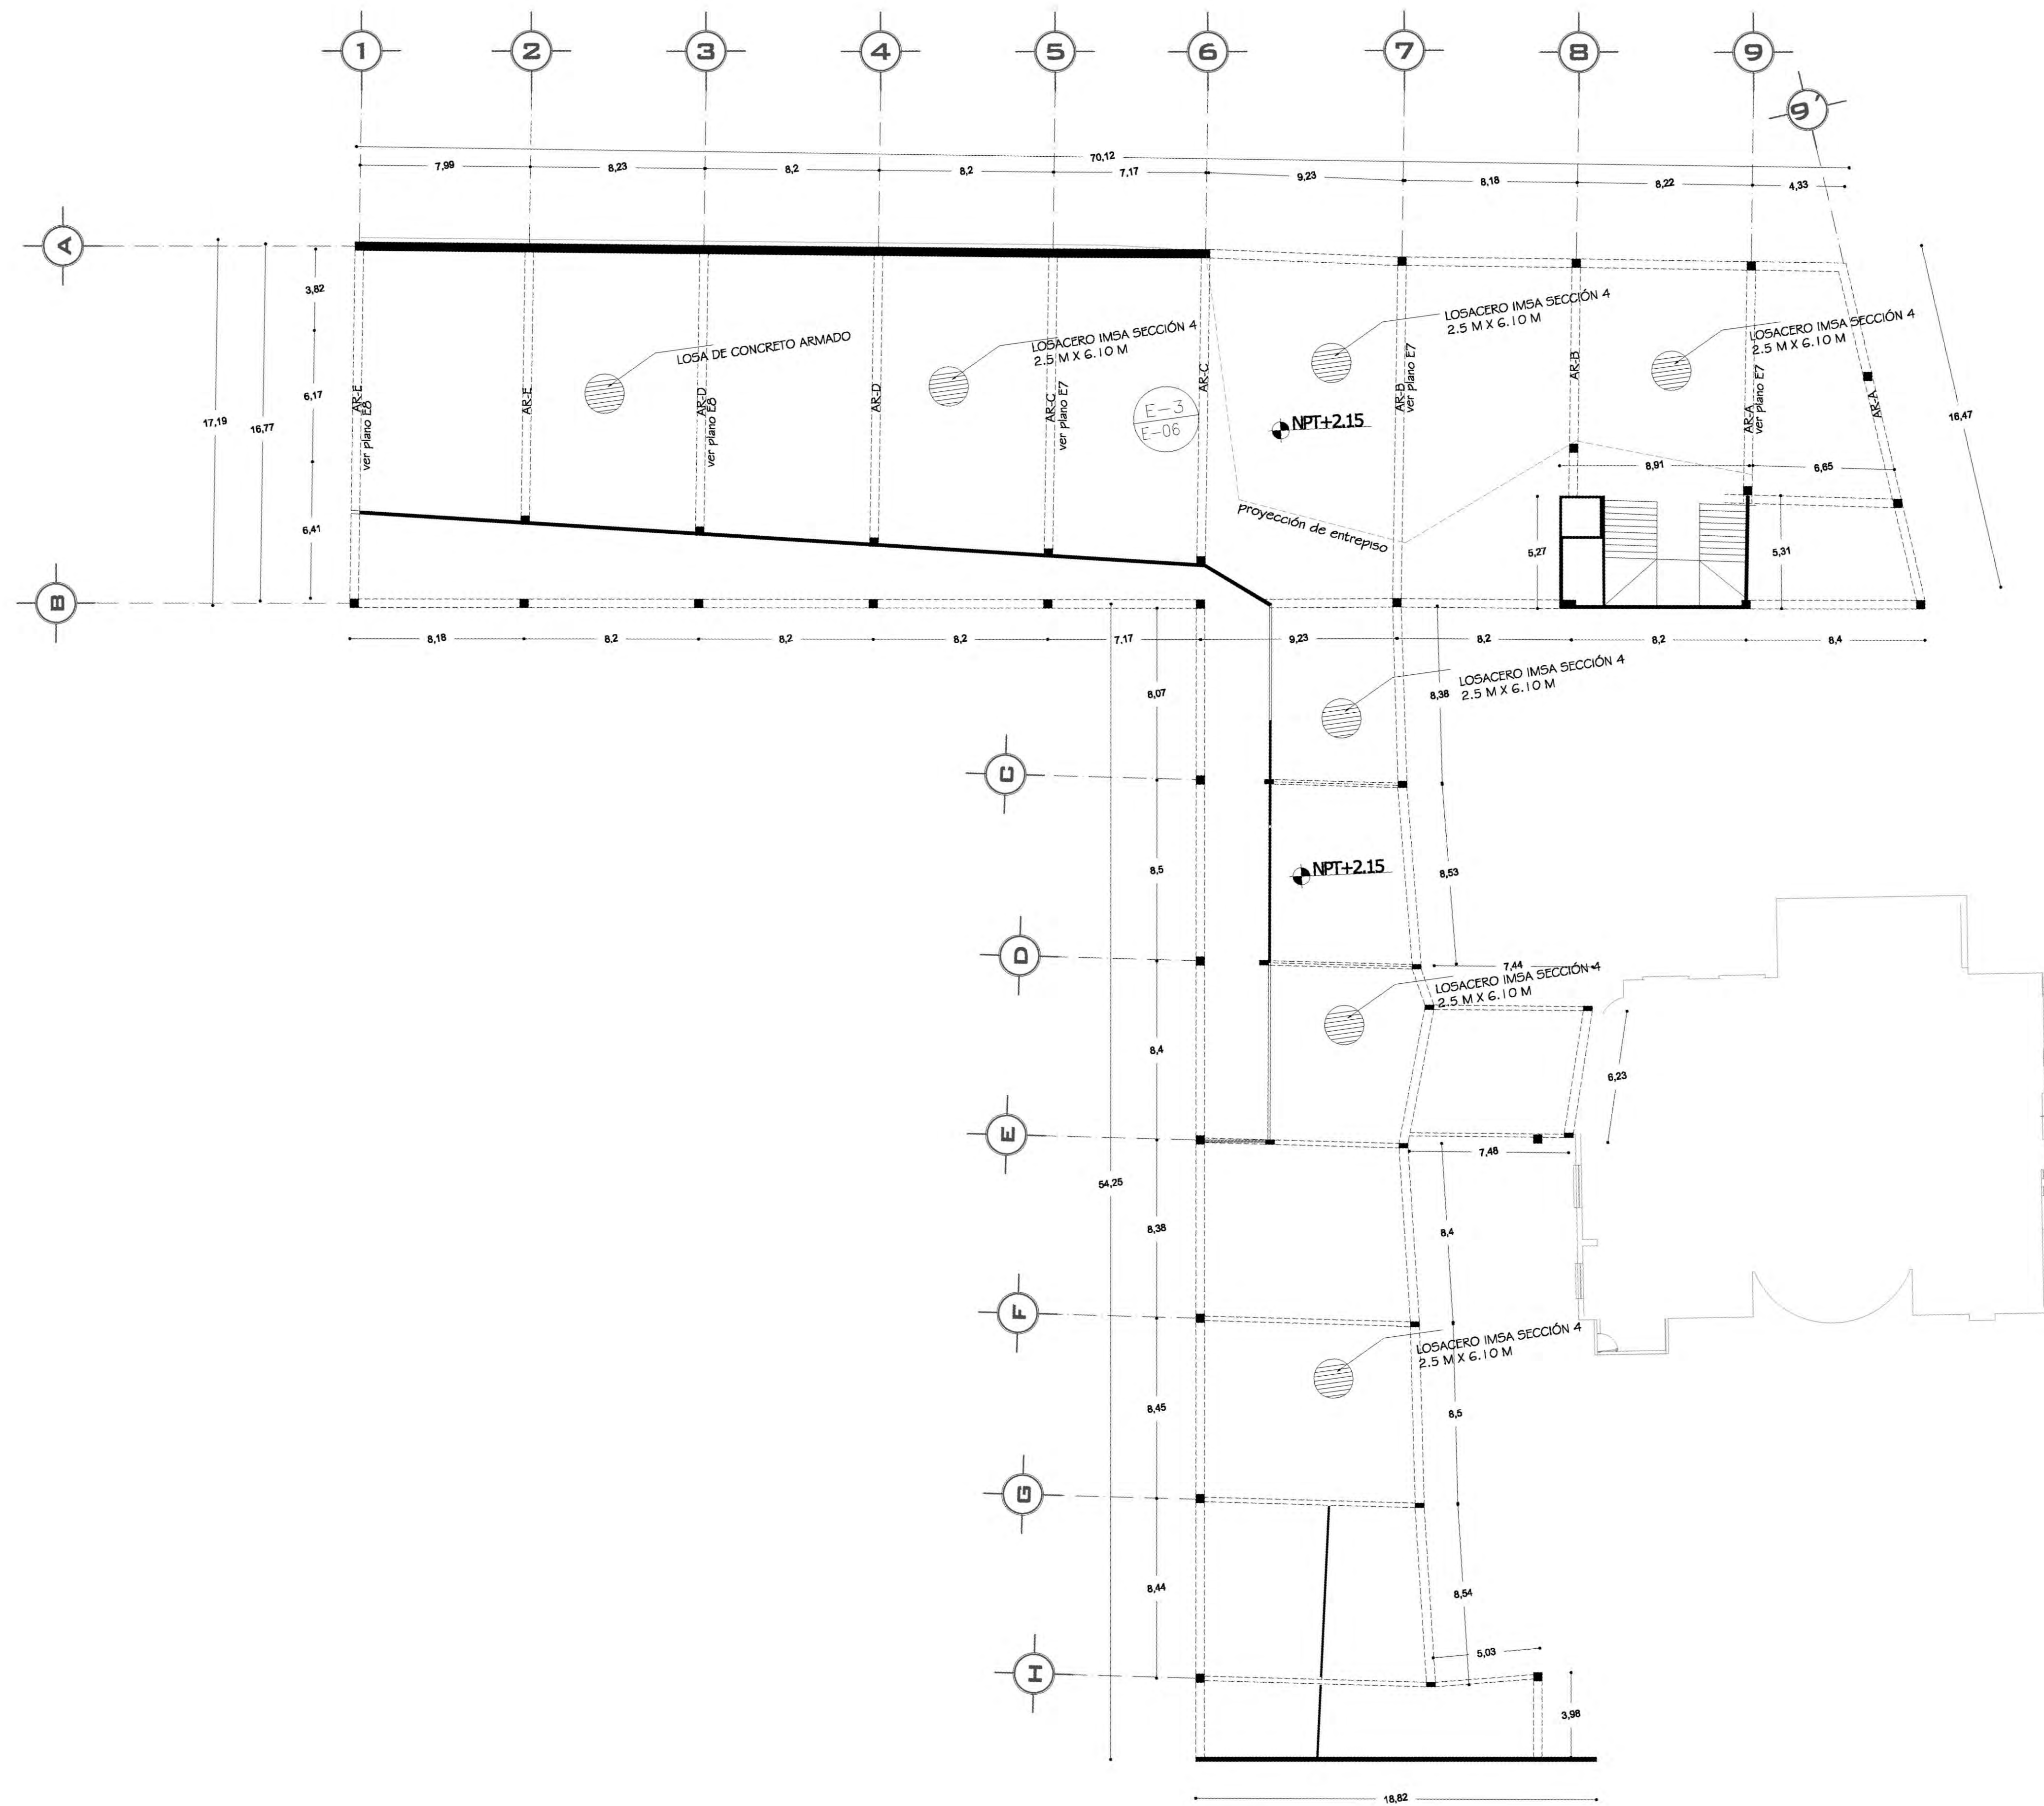 1 2 3 4 5 6 7 8 9
9'
70,12
7,99 8,23 8,2 8,2 7,17 9,23 8,18 8,22 4,33
A
3,82
LOSACERO IMSA SECCIÓN 4
2.5 M X 6.10 M
LOSACERO IMSA SECCIÓN 4
2.5 M X 6.10 M
LOSACERO IMSA SECCIÓN 4
2.5 M X 6.10 M
LOSA DE CONCRETO ARMADO
AR-E
ver plano E8
AR-E
AR-D
ver plano E8
AR-D
AR-C
ver plano E7
AR-C
AR-B
ver plano E7
AR-B
AR-A
ver plano E7
AR-A
E-3
E-06
NPT+2.15
17,19
16,77
6,17
16,47
8,91
6,65
6,41
proyección de entrepiso
5,27
5,31
B
8,18 8,2 8,2 8,2 7,17 9,23 8,2 8,2 8,4
LOSACERO IMSA SECCIÓN 4
2.5 M X 6.10 M
8,07
8,38
C
8,5
NPT+2.15
8,53
D
7,44
LOSACERO IMSA SECCIÓN 4
2.5 M X 6.10 M
8,4
6,23
E
7,48
54,25
8,38
8,4
F
LOSACERO IMSA SECCIÓN 4
2.5 M X 6.10 M
8,45
8,5
G
8,44
8,54
H
5,03
3,98
18,82